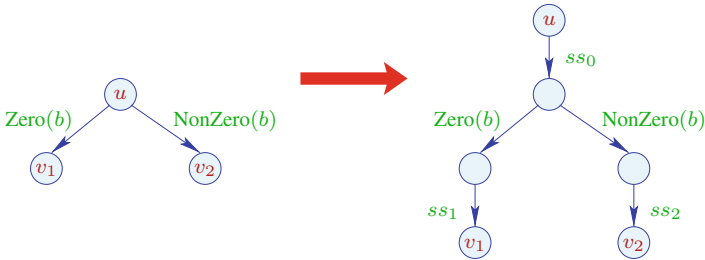 u
Zero(b)
NonZero(b)
v₁
v₂
u
ss₀
Zero(b)
NonZero(b)
ss₁
ss₂
v₁
v₂